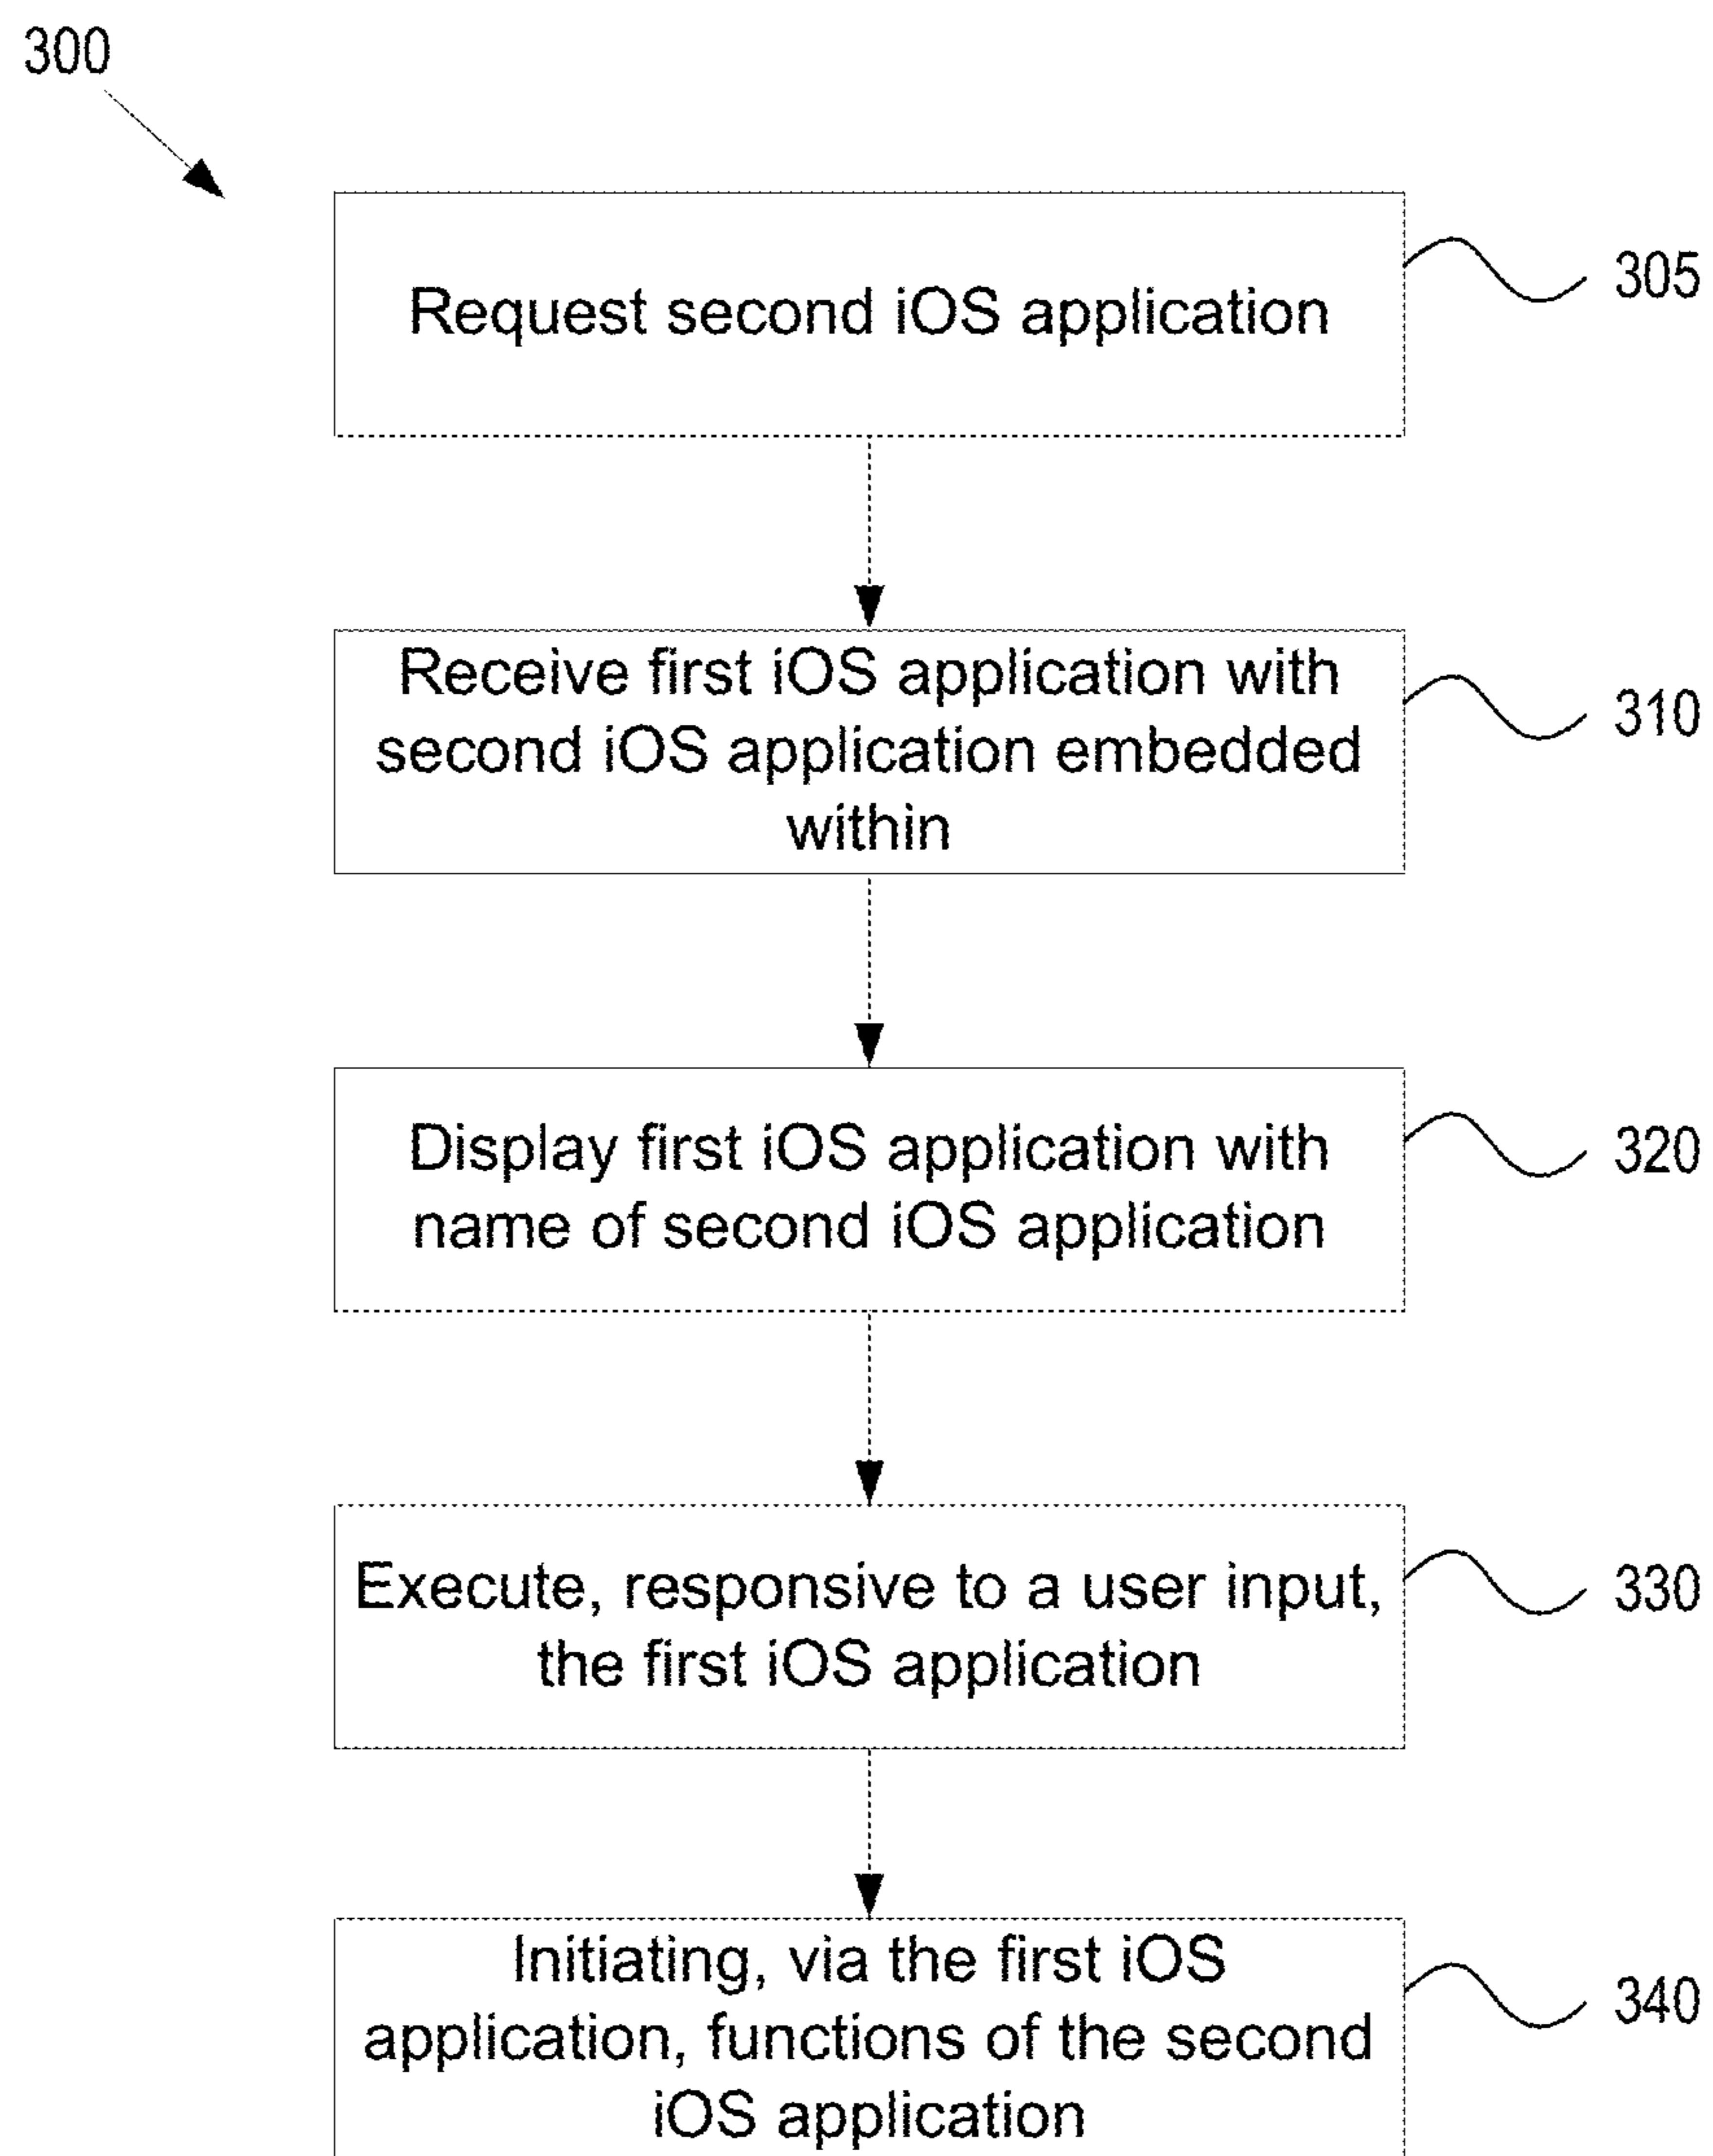 300
Request second iOS application
305
Receive first iOS application with
second iOS application embedded
within
310
Display first iOS application with
name of second iOS application
320
Execute, responsive to a user input,
the first iOS application
330
Initiating, via the first iOS
application, functions of the second
iOS application
340